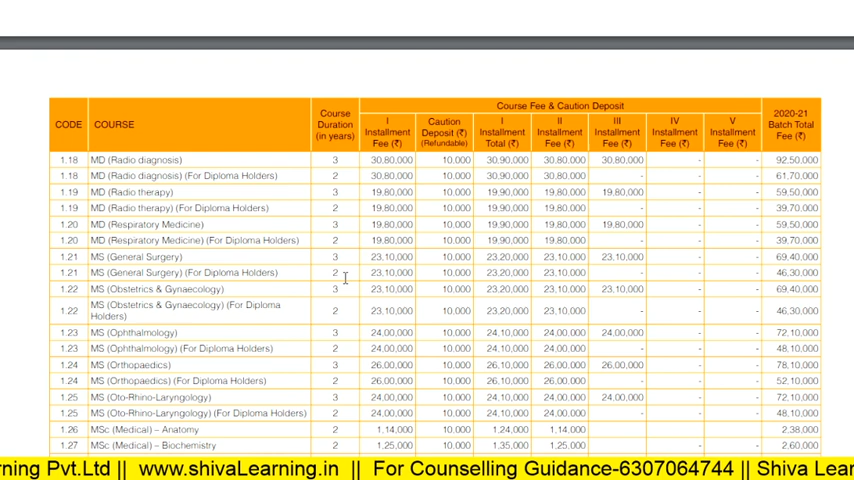 Course Fee & Caution Deposit
CODE COURSE Course Duration (in years) I Installment Fee (₹) Caution Deposit (₹) (Refundable) I Installment Total (₹) II Installment Fee (₹) III Installment Fee (₹) IV Installment Fee (₹) V Installment Fee (₹) 2020-21 Batch Total Fee (₹)
1.18 MD (Radio diagnosis) 3 30,80,000 10.000 30,90,000 30,80,000 30,80,000 - - 92,50,000
1.18 MD (Radio diagnosis) (For Diploma Holders) 2 30,80,000 10.000 30,90,000 30,80,000 - - - 61,70,000
1.19 MD (Radio therapy) 3 19,80,000 10.000 19,90,000 19,80,000 19,80,000 - - 59,50,000
1.19 MD (Radio therapy) (For Diploma Holders) 2 19,80,000 10.000 19,90,000 19,80,000 - - - 39,70,000
1.20 MD (Respiratory Medicine) 3 19,80,000 10.000 19,90,000 19,80,000 19,80,000 - - 59,50,000
1.20 MD (Respiratory Medicine) (For Diploma Holders) 2 19,80,000 10.000 19,90,000 19,80,000 - - - 39,70,000
1.21 MS (General Surgery) 3 23,10,000 10.000 23,20,000 23,10,000 23,10,000 - - 69,40,000
1.21 MS (General Surgery) (For Diploma Holders) 2 23,10,000 10.000 23,20,000 23,10,000 - - - 46,30,000
1.22 MS (Obstetrics & Gynaecology) 3 23,10,000 10.000 23,20,000 23,10,000 23,10,000 - - 69,40,000
1.22 MS (Obstetrics & Gynaecology) (For Diploma Holders) 2 23,10,000 10.000 23,20,000 23,10,000 - - - 46,30,000
1.23 MS (Ophthalmology) 3 24,00,000 10.000 24,10,000 24,00,000 24,00,000 - - 72,10,000
1.23 MS (Ophthalmology) (For Diploma Holders) 2 24,00,000 10.000 24,10,000 24,00,000 - - - 48,10,000
1.24 MS (Orthopaedics) 3 26,00,000 10.000 26,10,000 26,00,000 26,00,000 - - 78,10,000
1.24 MS (Orthopaedics) (For Diploma Holders) 2 26,00,000 10.000 26,10,000 26,00,000 - - - 52,10,000
1.25 MS (Oto-Rhino-Laryngology) 3 24,00,000 10.000 24,10,000 24,00,000 24,00,000 - - 72,10,000
1.25 MS (Oto-Rhino-Laryngology) (For Diploma Holders) 2 24,00,000 10.000 24,10,000 24,00,000 - - - 48,10,000
1.26 MSc (Medical) – Anatomy 2 1,14,000 10.000 1,24,000 1,14,000 - - 2,38,000
1.27 MSc (Medical) – Biochemistry 2 1,25,000 10.000 1,35,000 1,25,000 - - 2,60,000
rning Pvt.Ltd || www.shivaLearning.in || For Counselling Guidance-6307064744 || Shiva Lear